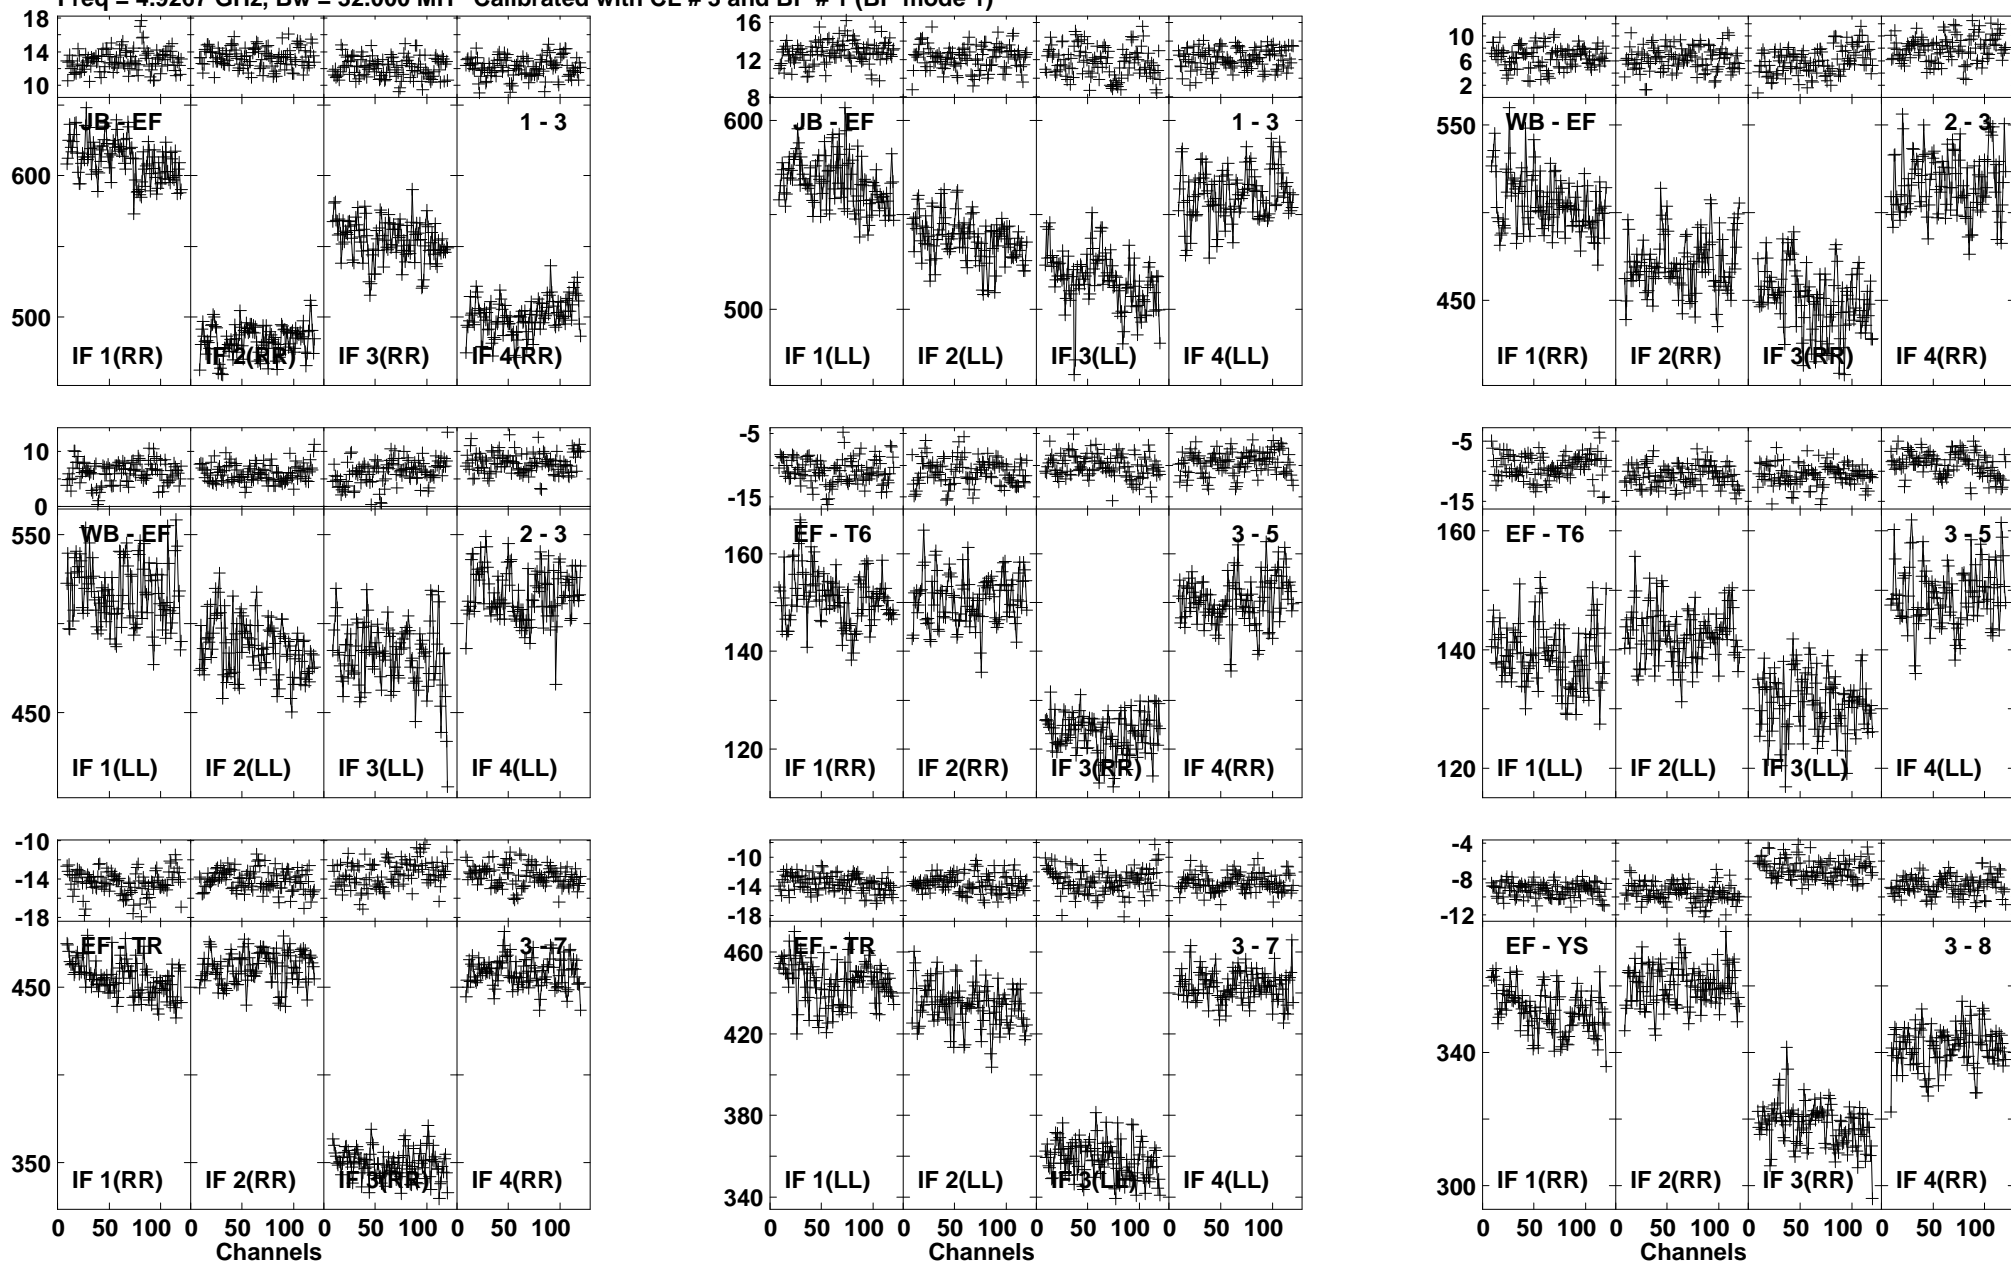 Freq = 4.9267 GHz, Bw = 32.000 MH Calibrated with CL # 3 and BP # 1 (BP mode 1)
18
14
10
600
500
JB - EF
1 - 3
IF 1(RR)
IF 2(RR)
IF 3(RR)
IF 4(RR)
16
14
12
10
8
600
500
JB - EF
1 - 3
IF 1(LL)
IF 2(LL)
IF 3(LL)
IF 4(LL)
10
6
2
550
450
WB - EF
2 - 3
IF 1(RR)
IF 2(RR)
IF 3(RR)
IF 4(RR)
10
0
550
450
WB - EF
2 - 3
IF 1(LL)
IF 2(LL)
IF 3(LL)
IF 4(LL)
-5
-15
160
140
120
EF - T6
3 - 5
IF 1(RR)
IF 2(RR)
IF 3(RR)
IF 4(RR)
-5
-15
160
140
120
EF - T6
3 - 5
IF 1(LL)
IF 2(LL)
IF 3(LL)
IF 4(LL)
-10
-14
-18
450
350
EF - TR
3 - 7
IF 1(RR)
IF 2(RR)
IF 3(RR)
IF 4(RR)
0 50 100 0 50 100 0 50 100 0 50 100
Channels
-10
-14
-18
460
420
380
340
EF - TR
3 - 7
IF 1(LL)
IF 2(LL)
IF 3(LL)
IF 4(LL)
0 50 100 0 50 100 0 50 100 0 50 100
Channels
-4
-8
-12
340
300
EF - YS
3 - 8
IF 1(RR)
IF 2(RR)
IF 3(RR)
IF 4(RR)
0 50 100 0 50 100 0 50 100 0 50 100
Channels